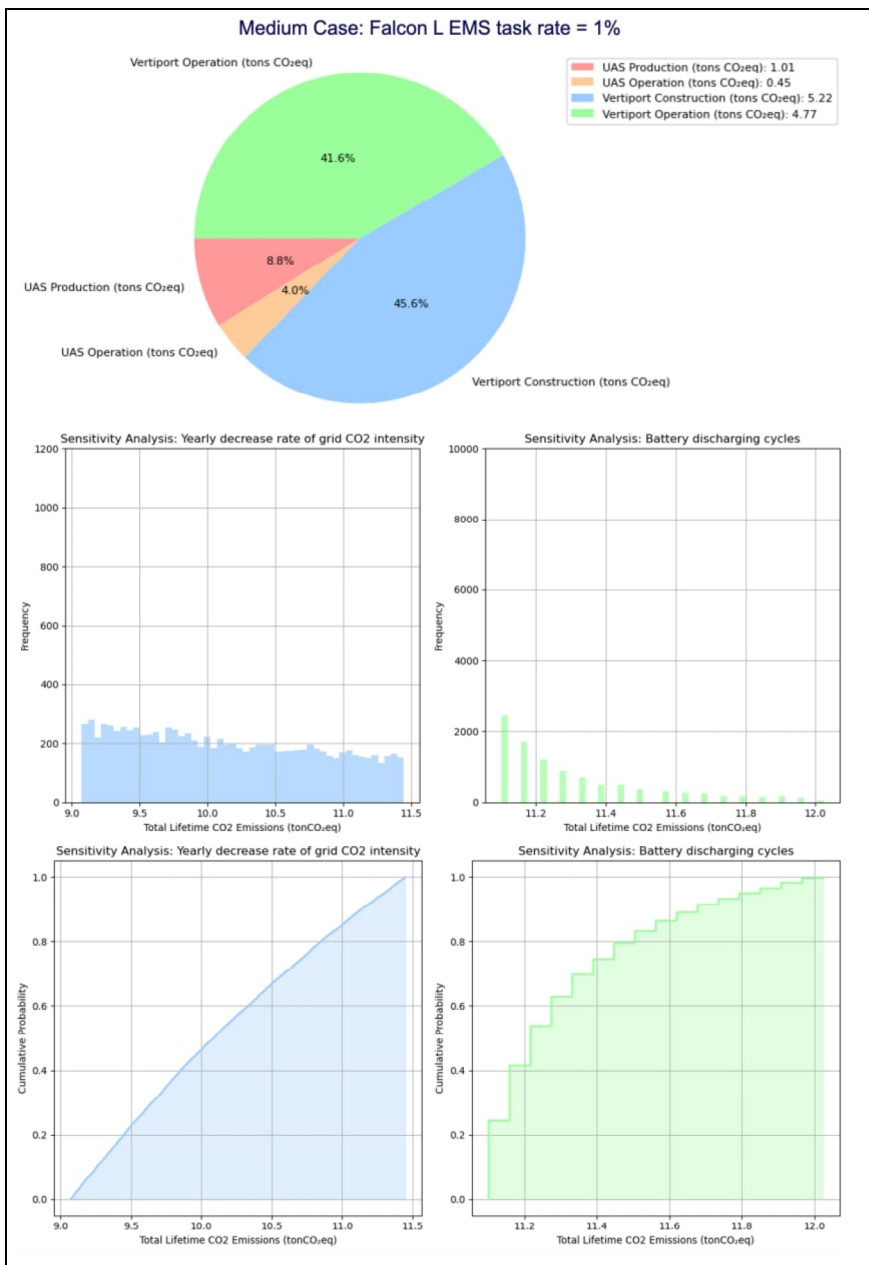 Medium Case: Falcon L EMS task rate = 1%
Vertiport Operation (tons CO₂eq)
UAS Production (tons CO₂eq): 1.01
UAS Operation (tons CO₂eq): 0.45
Vertiport Construction (tons CO₂eq): 5.22
Vertiport Operation (tons CO₂eq): 4.77
41.6%
8.8%
UAS Production (tons CO₂eq)
4.0%
45.6%
UAS Operation (tons CO₂eq)
Vertiport Construction (tons CO₂eq)
Sensitivity Analysis: Yearly decrease rate of grid CO2 intensity
1200
1000
800
600
400
200
0
Frequency
9.0 9.5 10.0 10.5 11.0 11.5
Total Lifetime CO2 Emissions (tonCO₂eq)
Sensitivity Analysis: Battery discharging cycles
10000
8000
6000
4000
2000
0
Frequency
11.2 11.4 11.6 11.8 12.0
Total Lifetime CO2 Emissions (tonCO₂eq)
Sensitivity Analysis: Yearly decrease rate of grid CO2 intensity
1.0
0.8
0.6
0.4
0.2
0.0
Cumulative Probability
9.0 9.5 10.0 10.5 11.0 11.5
Total Lifetime CO2 Emissions (tonCO₂eq)
Sensitivity Analysis: Battery discharging cycles
1.0
0.8
0.6
0.4
0.2
0.0
Cumulative Probability
11.2 11.4 11.6 11.8 12.0
Total Lifetime CO2 Emissions (tonCO₂eq)